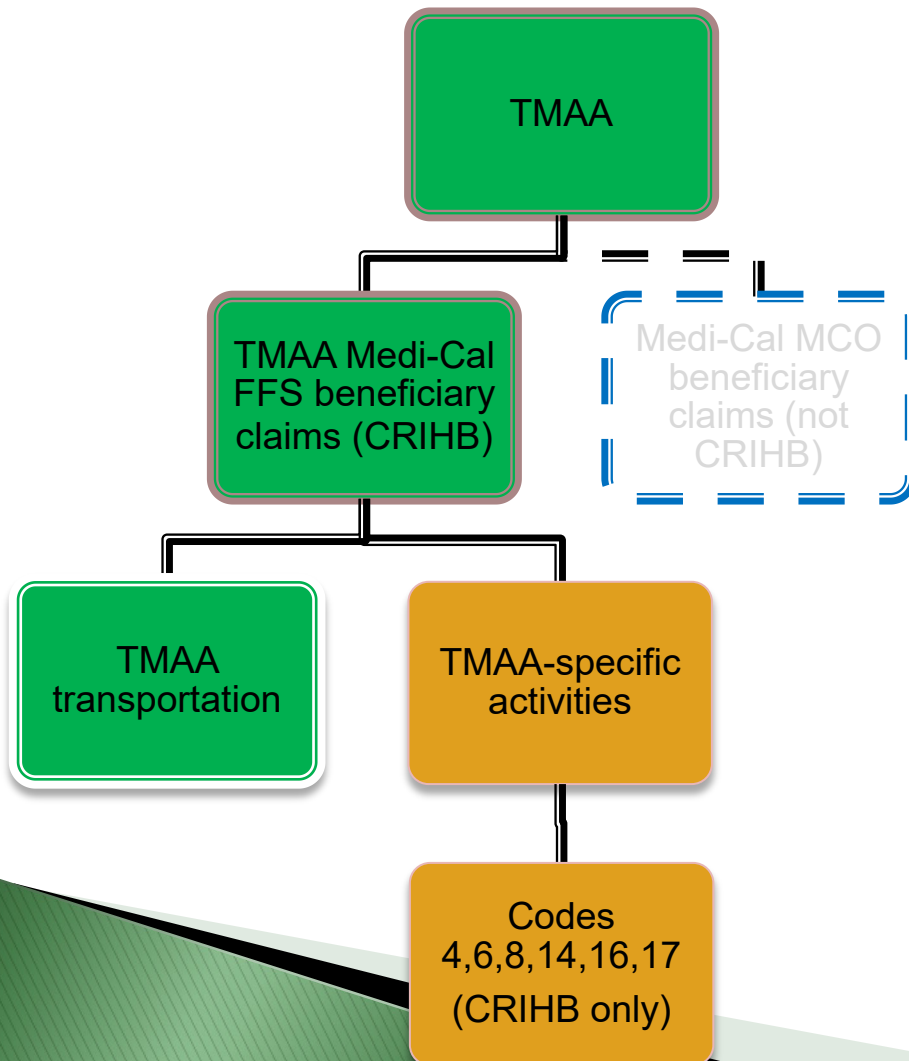 TMAA
TMAA Medi-Cal
FFS beneficiary
claims (CRIHB)
Medi-Cal MCO
beneficiary
claims (not
CRIHB)
TMAA
transportation
TMAA-specific
activities
Codes
4,6,8,14,16,17
(CRIHB only)